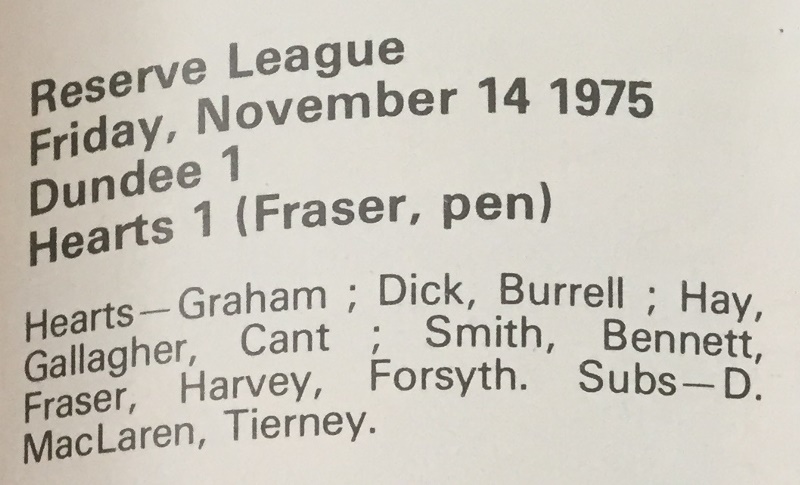 Reserve League
Friday, November 14 1975
Dundee 1
Hearts 1 (Fraser, pen)
Hearts—Graham ; Dick, Burrell ; Hay,
Gallagher, Cant ; Smith, Bennett,
Fraser, Harvey, Forsyth. Subs—D.
MacLaren, Tierney.